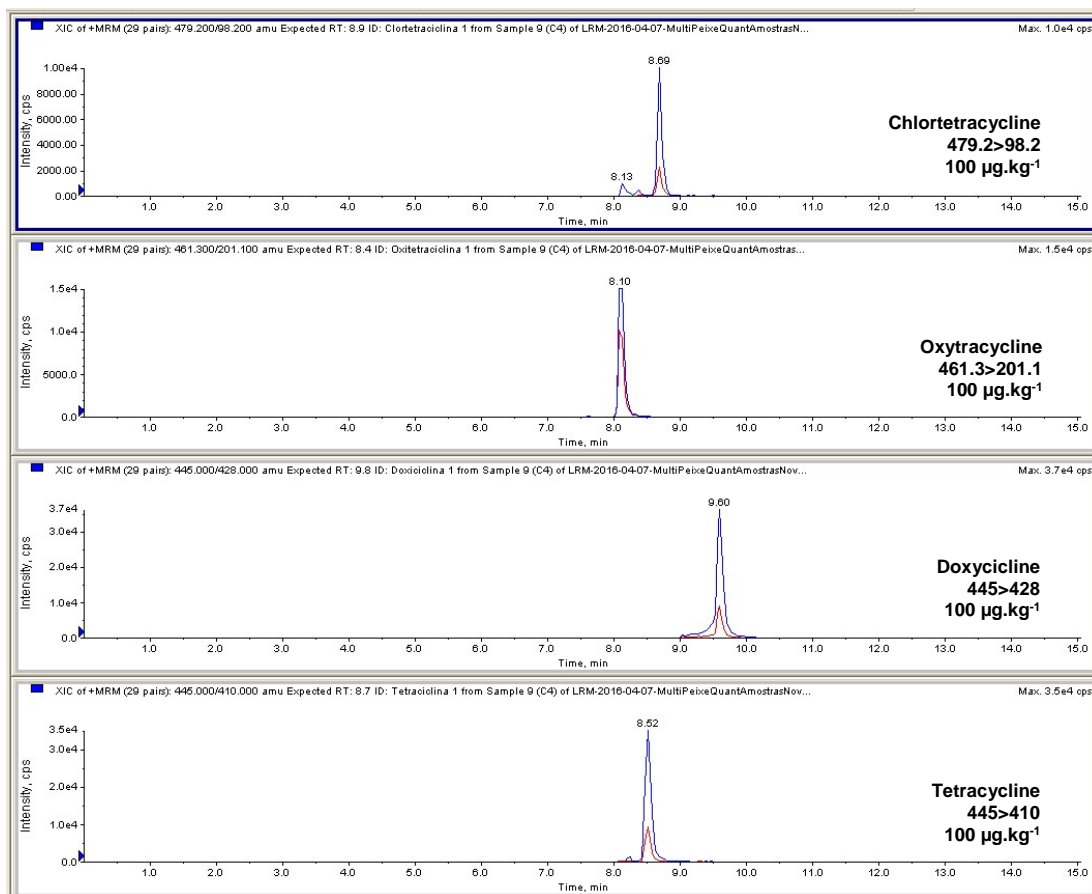 XIC of +MRM (29 pairs): 479.200/98.200 amu Expected RT: 8.9 ID: Clortetraciclina 1 from Sample 9 (C4) of LRM-2016-04-07-MultiPeixeQuantAmostrasN... Max. 1.0e4 cps
Intensity, cps
1.00e4
8000.00
6000.00
4000.00
2000.00
0.00
8.13
8.69
Chlortetracycline
479.2>98.2
100 µg.kg-1
1.0 2.0 3.0 4.0 5.0 6.0 7.0 8.0 9.0 10.0 11.0 12.0 13.0 14.0 15.0
Time, min
XIC of +MRM (29 pairs): 461.300/201.100 amu Expected RT: 8.4 ID: Oxitetraciclina 1 from Sample 9 (C4) of LRM-2016-04-07-MultiPeixeQuantAmostras... Max. 1.5e4 cps
Intensity, cps
1.5e4
1.0e4
5000.0
0.0
8.10
Oxytracycline
461.3>201.1
100 µg.kg-1
1.0 2.0 3.0 4.0 5.0 6.0 7.0 8.0 9.0 10.0 11.0 12.0 13.0 14.0 15.0
Time, min
XIC of +MRM (29 pairs): 445.000/428.000 amu Expected RT: 9.8 ID: Doxiciclina 1 from Sample 9 (C4) of LRM-2016-04-07-MultiPeixeQuantAmostrasNov... Max. 3.7e4 cps
Intensity, cps
3.7e4
3.0e4
2.0e4
1.0e4
0.0
9.60
Doxycicline
445>428
100 µg.kg-1
1.0 2.0 3.0 4.0 5.0 6.0 7.0 8.0 9.0 10.0 11.0 12.0 13.0 14.0 15.0
Time, min
XIC of +MRM (29 pairs): 445.000/410.000 amu Expected RT: 8.7 ID: Tetraciclina 1 from Sample 9 (C4) of LRM-2016-04-07-MultiPeixeQuantAmostrasNov... Max. 3.5e4 cps
Intensity, cps
3.5e4
3.0e4
2.0e4
1.0e4
0.0
8.52
Tetracycline
445>410
100 µg.kg-1
1.0 2.0 3.0 4.0 5.0 6.0 7.0 8.0 9.0 10.0 11.0 12.0 13.0 14.0 15.0
Time, min